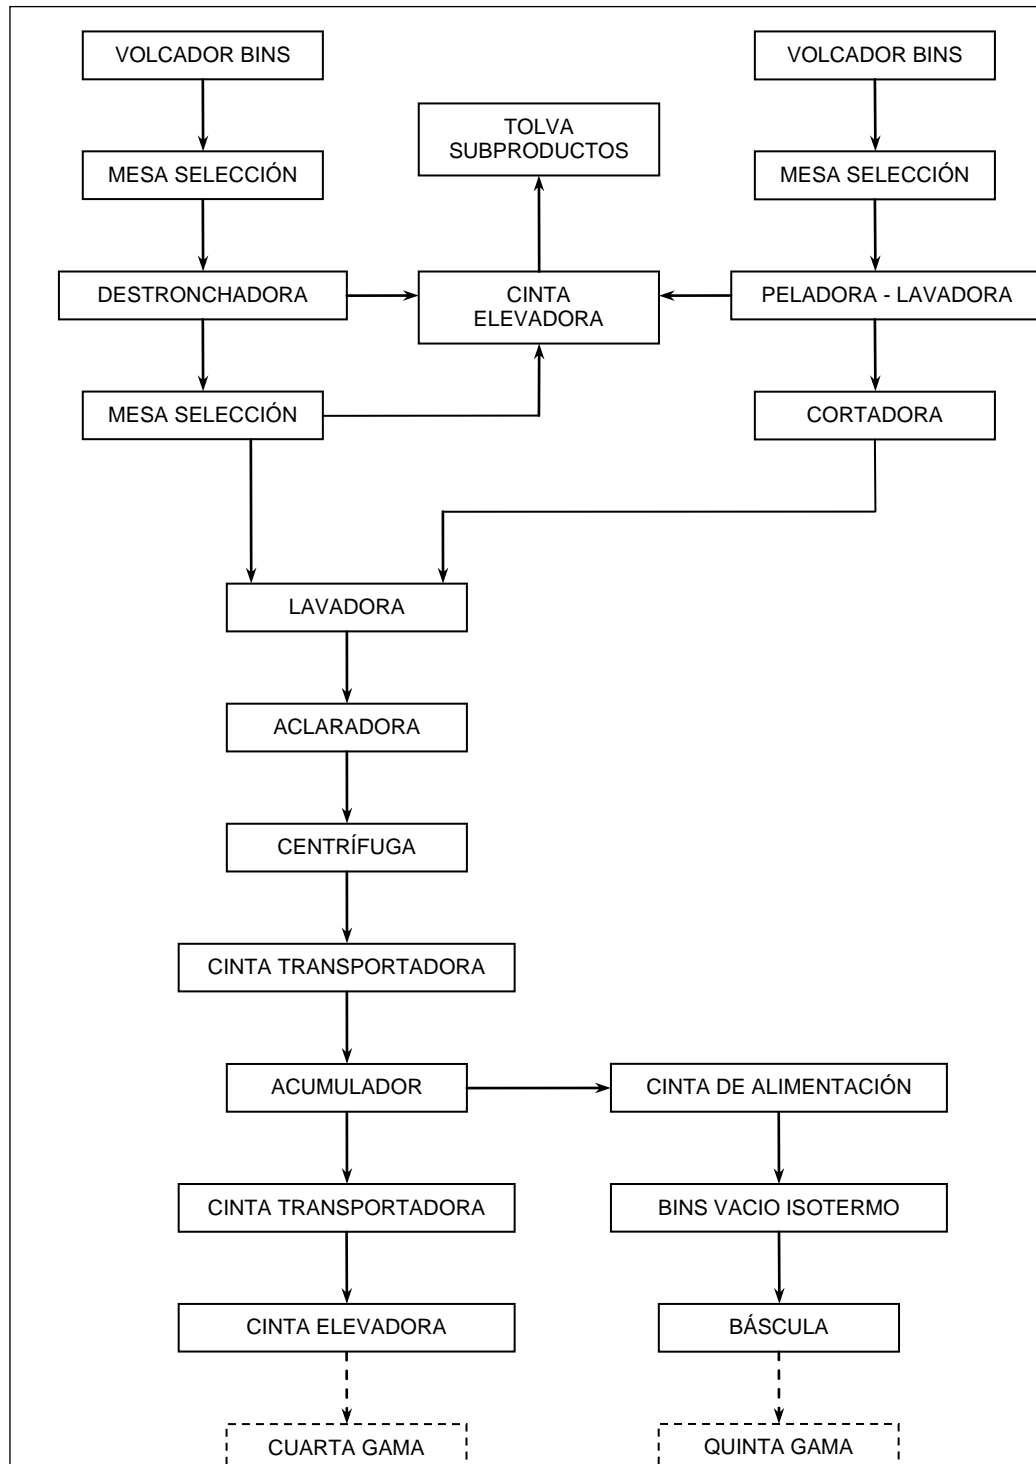 VOLCADOR BINS
VOLCADOR BINS
TOLVA
SUBPRODUCTOS
MESA SELECCIÓN
MESA SELECCIÓN
DESTRONCHADORA
CINTA
ELEVADORA
PELADORA - LAVADORA
MESA SELECCIÓN
CORTADORA
LAVADORA
ACLARADORA
CENTRÍFUGA
CINTA TRANSPORTADORA
ACUMULADOR
CINTA DE ALIMENTACIÓN
CINTA TRANSPORTADORA
BINS VACIO ISOTERMO
CINTA ELEVADORA
BÁSCULA
CUARTA GAMA
QUINTA GAMA